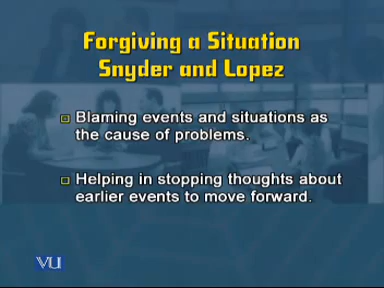 Forgiving a Situation
Snyder and Lopez
Blaming events and situations as
the cause of problems.
Helping in stopping thoughts about
earlier events to move forward.
VU